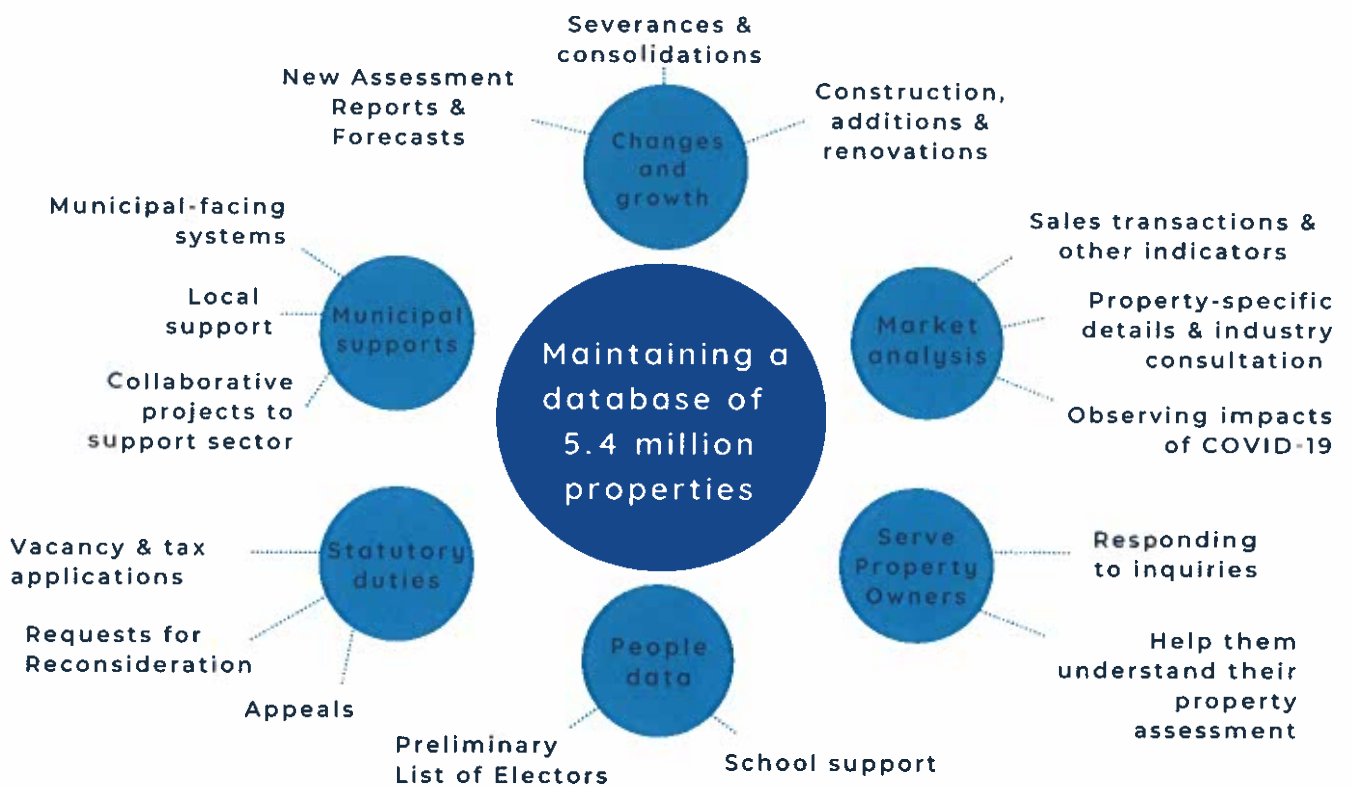 Severances &
consolidations
New Assessment
Reports &
Forecasts
Construction,
additions &
renovations
Changes
and
growth
Municipal-facing
systems
Local
support
Collaborative
projects to
support sector
Municipal
supports
Sales transactions &
other indicators
Property-specific
details & industry
consultation
Observing impacts
of COVID-19
Market
analysis
Maintaining a
database of
5.4 million
properties
Vacancy & tax
applications
Requests for
Reconsideration
Appeals
Statutory
duties
Serve
Property
Owners
Responding
to inquiries
Help them
understand their
property
assessment
People
data
Preliminary
List of Electors
School support